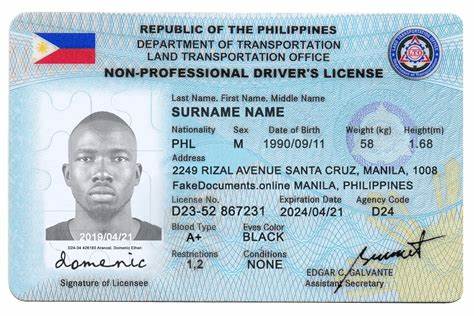 REPUBLIC OF THE PHILIPPINES
DEPARTMENT OF TRANSPORTATION
LAND TRANSPORTATION OFFICE
NON-PROFESSIONAL DRIVER'S LICENSE
Last Name. First Name. Middle Name
SURNAME NAME
Nationality Sex Date of Birth Weight (kg) Height(m)
PHL M 1990/09/11 58 1.68
Address
2249 RIZAL AVENUE SANTA CRUZ, MANILA, 1008
FakeDocuments.online MANILA, PHILIPPINES
License No. Expiration Date Agency Code
D23-52 867231 2024/04/21 D24
Blood Type Eyes Color
A+ BLACK
Restrictions Conditions
1,2 NONE
2019/04/21
domenic
Signature of Licensee
EDGAR C. GALVANTE
Assistant Secretary